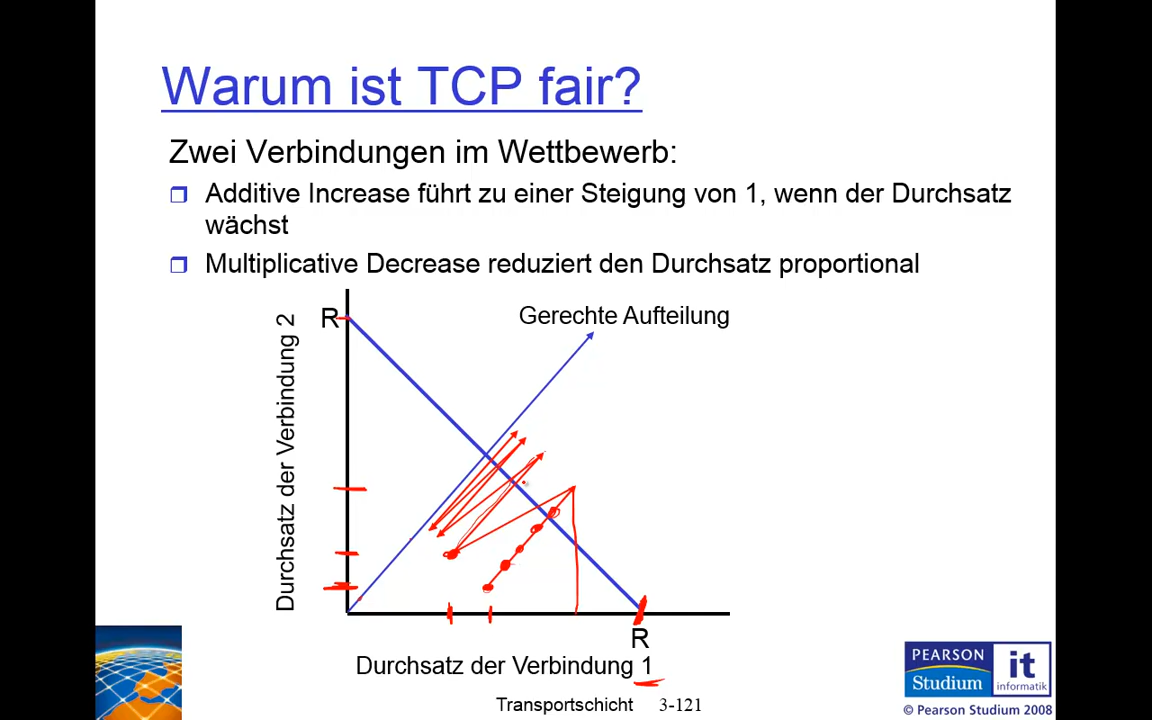 Warum ist TCP fair?
Zwei Verbindungen im Wettbewerb:
Additive Increase führt zu einer Steigung von 1, wenn der Durchsatz
wächst
Multiplicative Decrease reduziert den Durchsatz proportional
Gerechte Aufteilung
R
Durchsatz der Verbindung 2
R
Durchsatz der Verbindung 1
Transportschicht 3-121
PEARSON
Studium
it
informatik
© Pearson Studium 2008